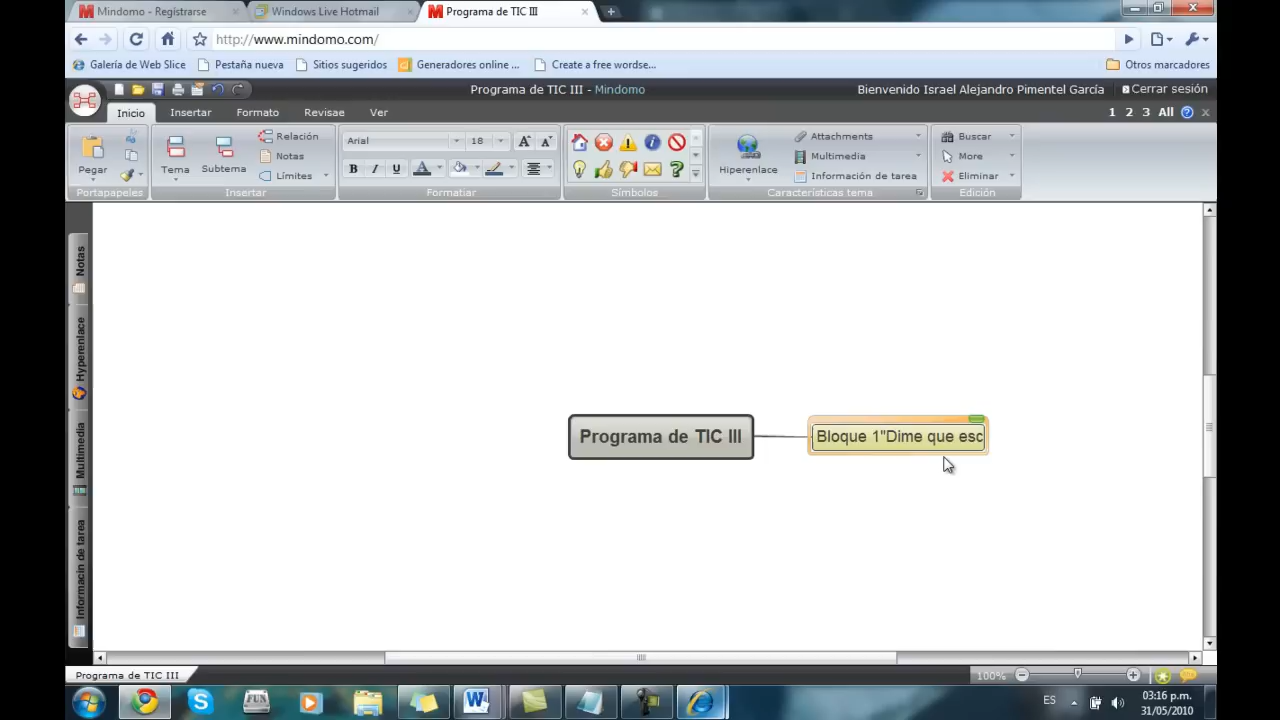 Mindomo - Registrarse
Windows Live Hotmail
Programa de TIC III
http://www.mindomo.com/
Galería de Web Slice
Pestaña nueva
Sitios sugeridos
Generadores online ...
Create a free wordse...
Otros marcadores
Programa de TIC III - Mindomo
Bienvenido Israel Alejandro Pimentel García
Cerrar sesión
Inicio
Insertar
Formato
Revisae
Ver
1 2 3 All
Pegar
Portapapeles
Tema
Subtema
Relación
Notas
Límites
Insertar
Arial
18
B I U
Formatiar
Símbolos
Hiperenlace
Attachments
Multimedia
Información de tarea
Características tema
Buscar
More
Eliminar
Edición
Notas
Hyperenlace
Multimedia
Informacin de tarea
Programa de TIC III
Bloque 1"Dime que esc
Programa de TIC III
100%
FUN
ES
03:16 p.m.
31/05/2010